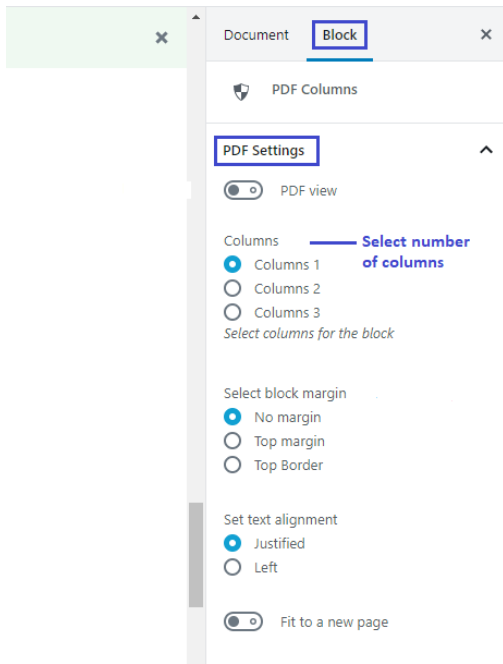 Document Block
PDF Columns
PDF Settings
PDF view
Columns
Select number
of columns
Columns 1
Columns 2
Columns 3
Select columns for the block
Select block margin
No margin
Top margin
Top Border
Set text alignment
Justified
Left
Fit to a new page